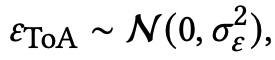 ε_ToA ∼ 𝒩(0, σ_ε^2),